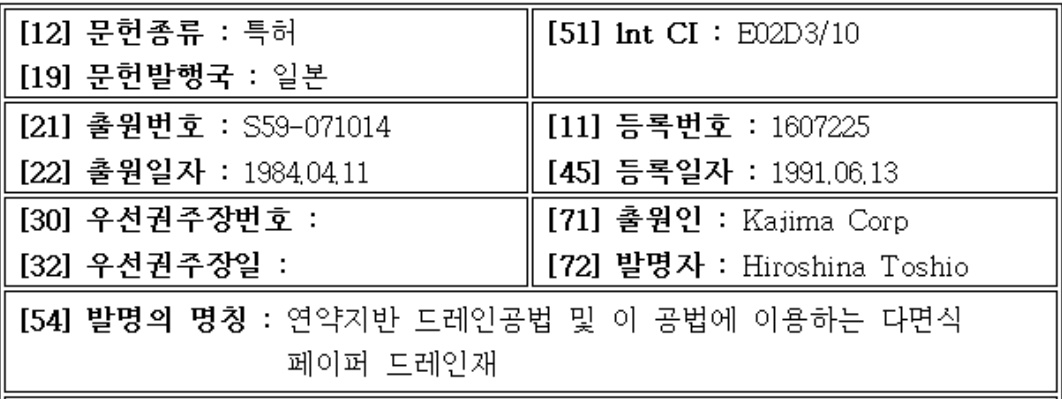 [12] 문헌종류 : 특허
[19] 문헌발행국 : 일본
[51] Int CI : E02D3/10
[21] 출원번호 : S59-071014
[22] 출원일자 : 1984.04.11
[11] 등록번호 : 1607225
[45] 등록일자 : 1991.06.13
[30] 우선권주장번호 :
[32] 우선권주장일 :
[71] 출원인 : Kajima Corp
[72] 발명자 : Hiroshina Toshio
[54] 발명의 명칭 : 연약지반 드레인공법 및 이 공법에 이용하는 다면식
페이퍼 드레인재